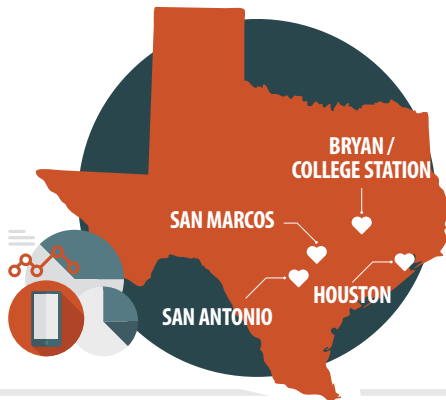 BRYAN /
COLLEGE STATION
SAN MARCOS
HOUSTON
SAN ANTONIO